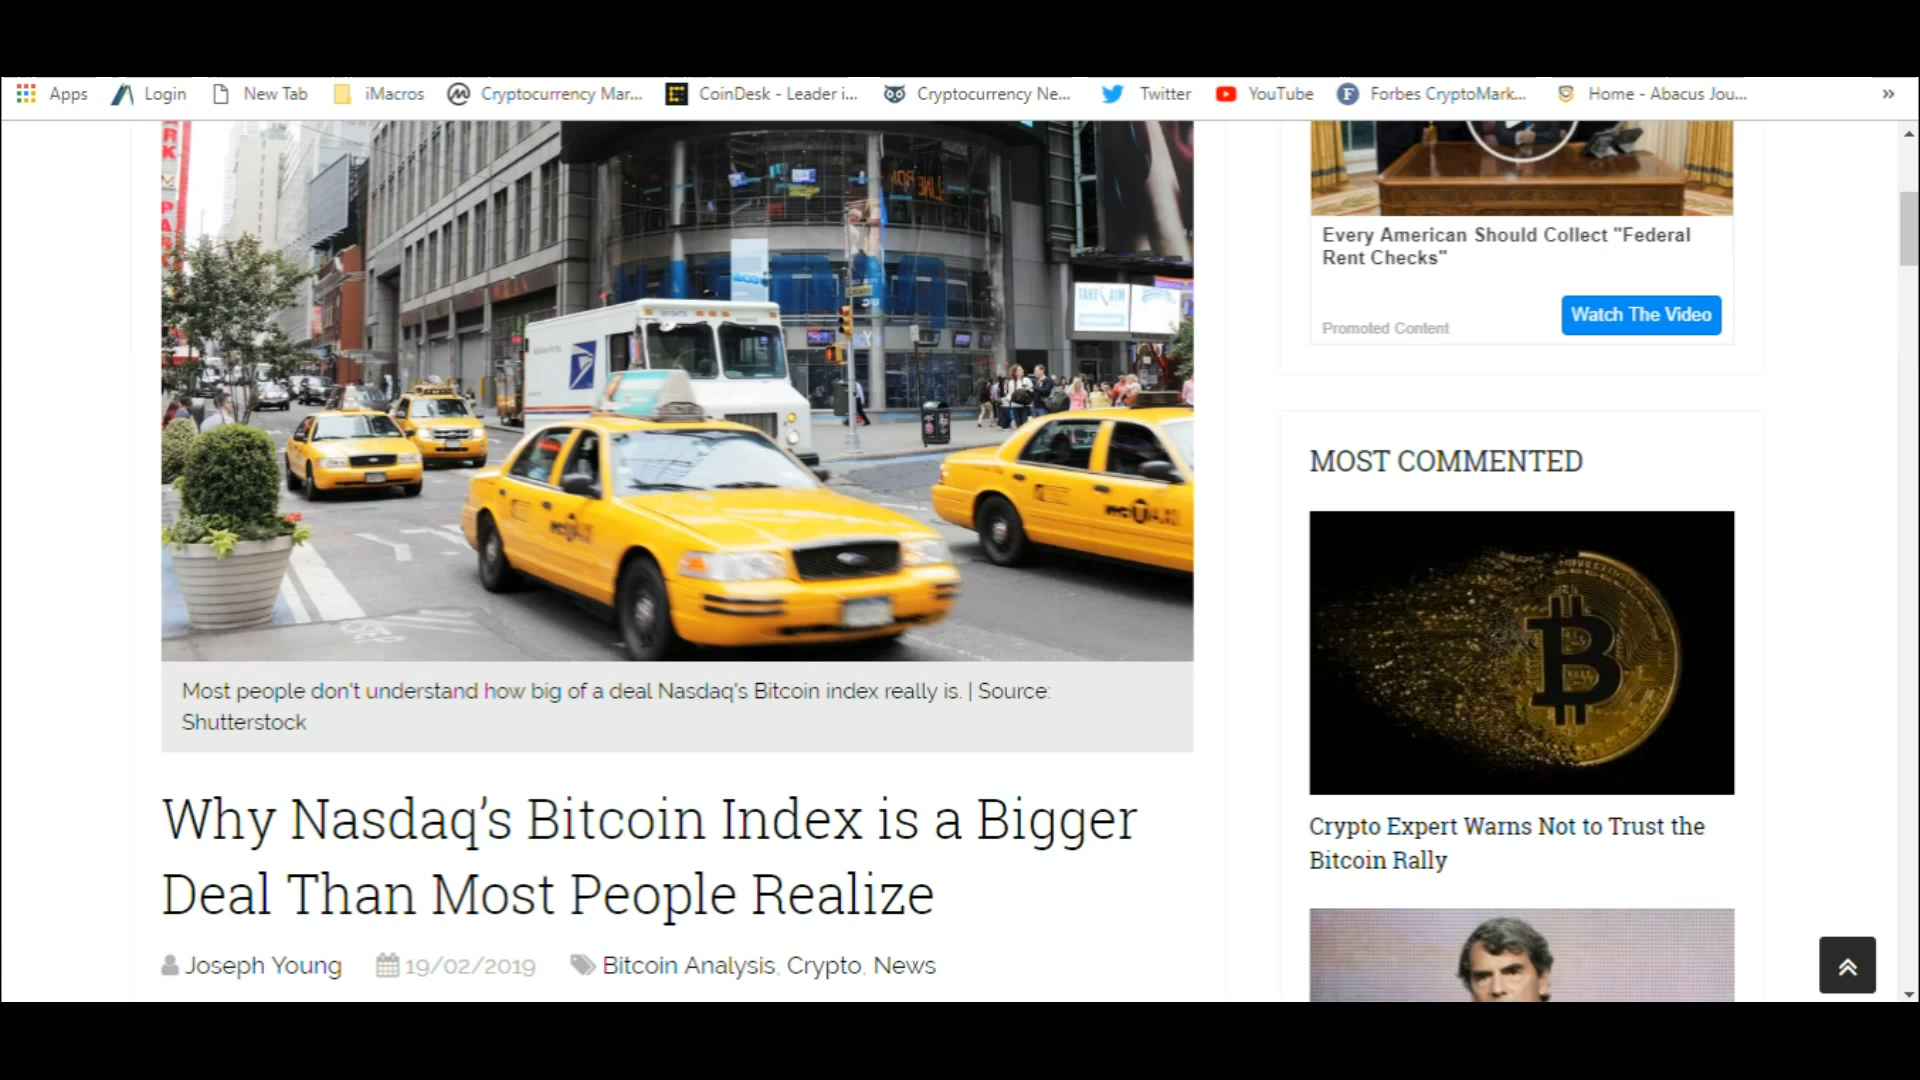 Apps Login New Tab iMacros Cryptocurrency Mar... CoinDesk - Leader i... Cryptocurrency Ne... Twitter YouTube Forbes CryptoMark... Home - Abacus Jou... »
TAKE AIM
Most people don't understand how big of a deal Nasdaq's Bitcoin index really is. | Source:
Shutterstock
Why Nasdaq’s Bitcoin Index is a Bigger
Deal Than Most People Realize
Joseph Young 19/02/2019 Bitcoin Analysis, Crypto, News
Every American Should Collect "Federal
Rent Checks"
Watch The Video
Promoted Content
MOST COMMENTED
Crypto Expert Warns Not to Trust the
Bitcoin Rally